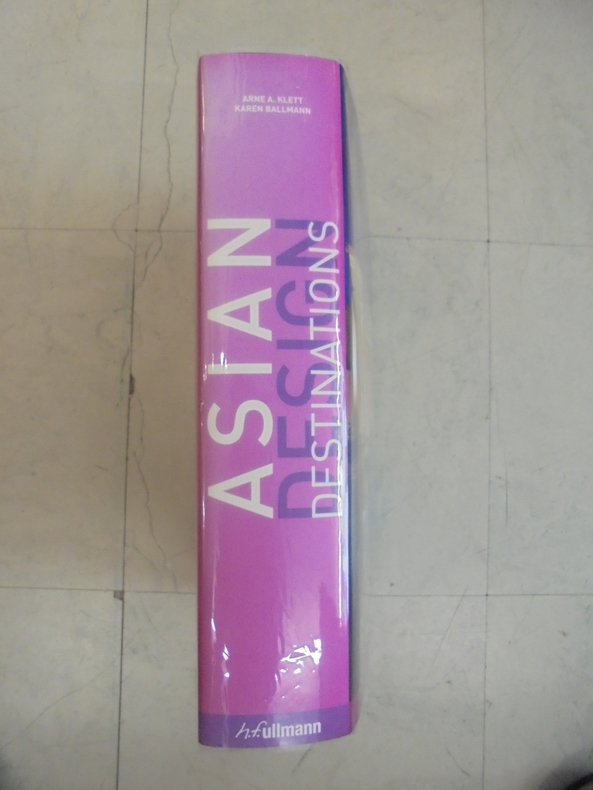 ARNE A. KLETT
KAREN BALLMANN
ASIAN
DESIGN
DESTINATIONS
h.f.ullmann